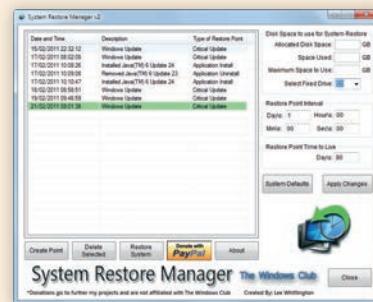 System Restore Manager v2
Date and Time Description Type of Restore Point
15/02/2011 22:32:12 Windows Update Critical Update
17/02/2011 08:02:09 Windows Update Critical Update
17/02/2011 10:08:26 Installed Java(TM) 6 Update 24 Application Install
17/02/2011 10:09:06 Removed Java(TM) 6 Update 23 Application Uninstall
17/02/2011 10:10:47 Installed Java(TM) 6 Update 24 Application Install
18/02/2011 08:58:51 Windows Update Critical Update
19/02/2011 09:46:59 Windows Update Critical Update
21/02/2011 08:01:38 Windows Update Critical Update
Disk Space to use for System Restore
Allocated Disk Space: GB
Space Used: GB
Maximum Space to Use: GB
Select Fixed Drive:
Restore Point Interval
Days: 1 Hours: 00
Mins: 00 Secs: 00
Restore Point Time to Live
Days: 90
System Defaults Apply Changes
Create Point
Delete Selected
Restore System
Donate with PayPal
About
System Restore Manager The Windows Club
Close
*Donations go to further my projects and are not affiliated with The Windows Club Created By: Lee Whittington